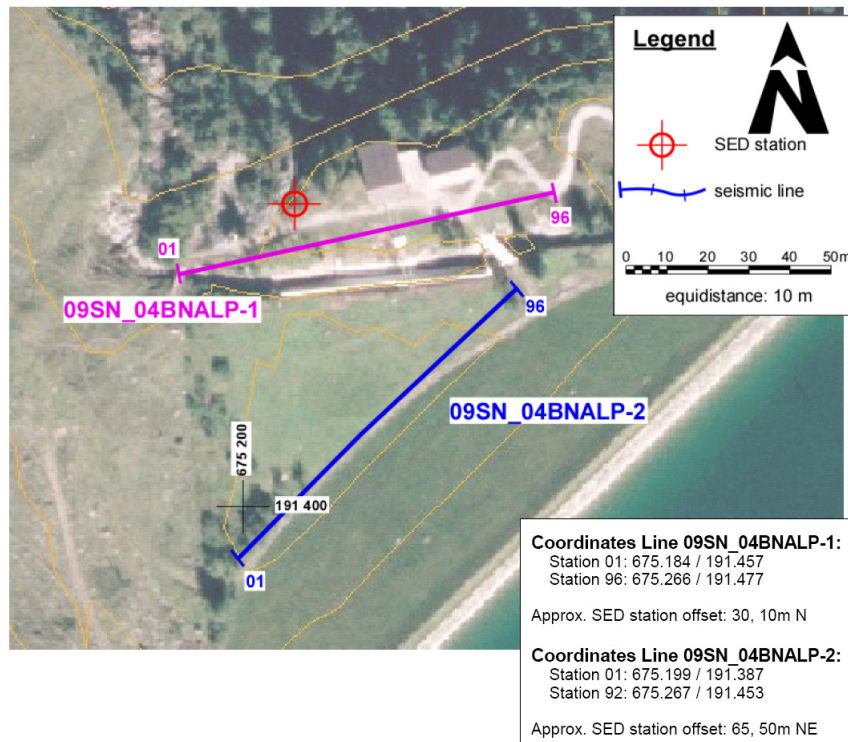 Legend
SED station
seismic line
0 10 20 30 40 50m
equidistance: 10 m
01
96
09SN_04BNALP-1
96
09SN_04BNALP-2
675 200
191 400
01
Coordinates Line 09SN_04BNALP-1:
Station 01: 675.184 / 191.457
Station 96: 675.266 / 191.477
Approx. SED station offset: 30, 10m N
Coordinates Line 09SN_04BNALP-2:
Station 01: 675.199 / 191.387
Station 92: 675.267 / 191.453
Approx. SED station offset: 65, 50m NE